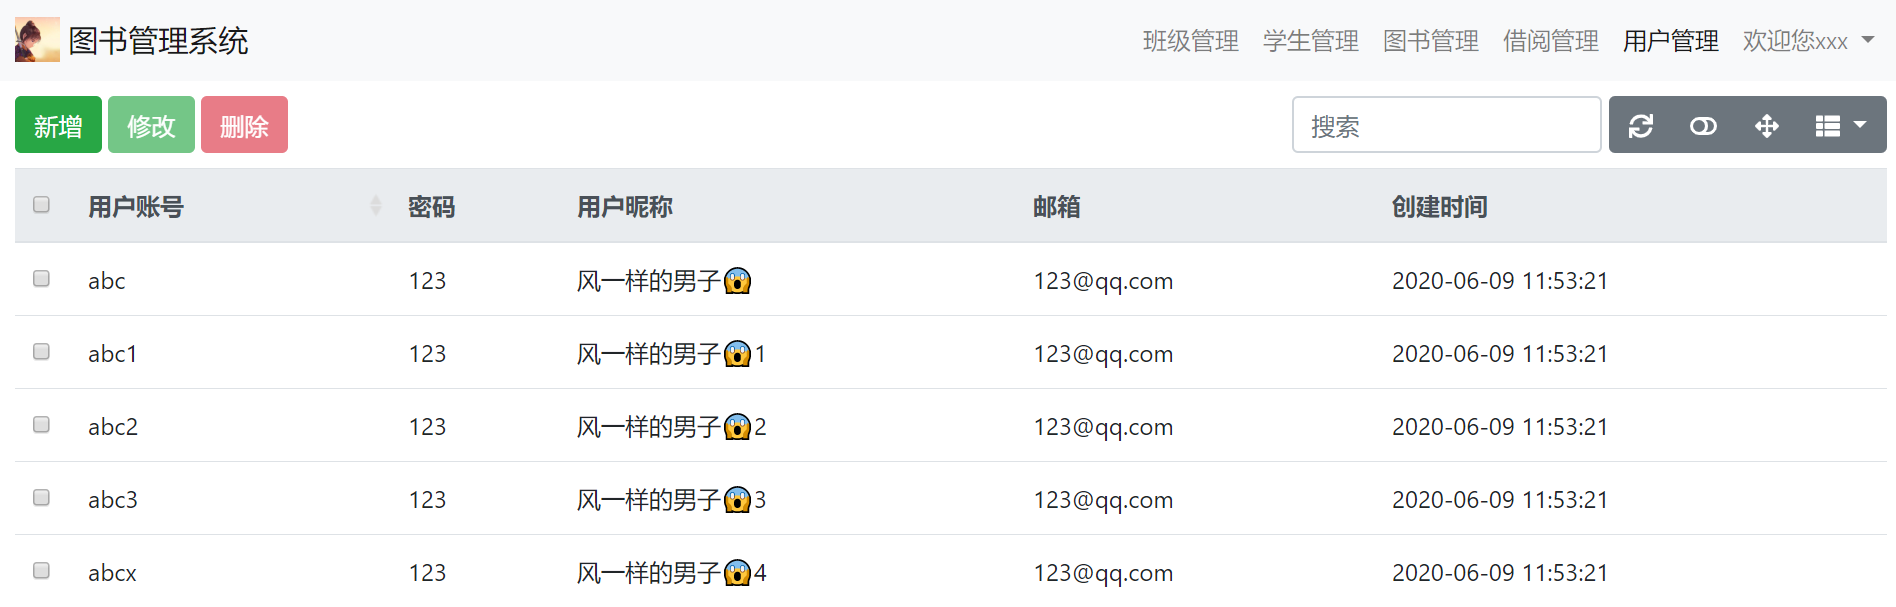 图书管理系统 班级管理 学生管理 图书管理 借阅管理 用户管理 欢迎您xxx
新增 修改 删除 搜索
用户账号 密码 用户昵称 邮箱 创建时间
abc 123 风一样的男子😱 123@qq.com 2020-06-09 11:53:21
abc1 123 风一样的男子😱1 123@qq.com 2020-06-09 11:53:21
abc2 123 风一样的男子😱2 123@qq.com 2020-06-09 11:53:21
abc3 123 风一样的男子😱3 123@qq.com 2020-06-09 11:53:21
abcx 123 风一样的男子😱4 123@qq.com 2020-06-09 11:53:21